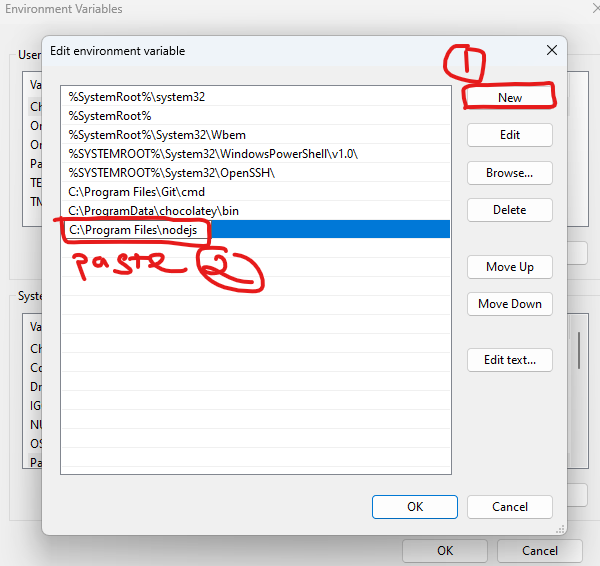 Environment Variables
User
Edit environment variable
1
Va
Ch
On
On
Pa
TE
TN
%SystemRoot%\system32
%SystemRoot%
%SystemRoot%\System32\Wbem
%SYSTEMROOT%\System32\WindowsPowerShell\v1.0\
%SYSTEMROOT%\System32\OpenSSH\
C:\Program Files\Git\cmd
C:\ProgramData\chocolatey\bin
C:\Program Files\nodejs
paste 2
New
Edit
Browse...
Delete
Move Up
Move Down
Edit text...
Syste
Va
Ch
Co
Dr
IG
NU
OS
Pa
OK Cancel
OK Cancel